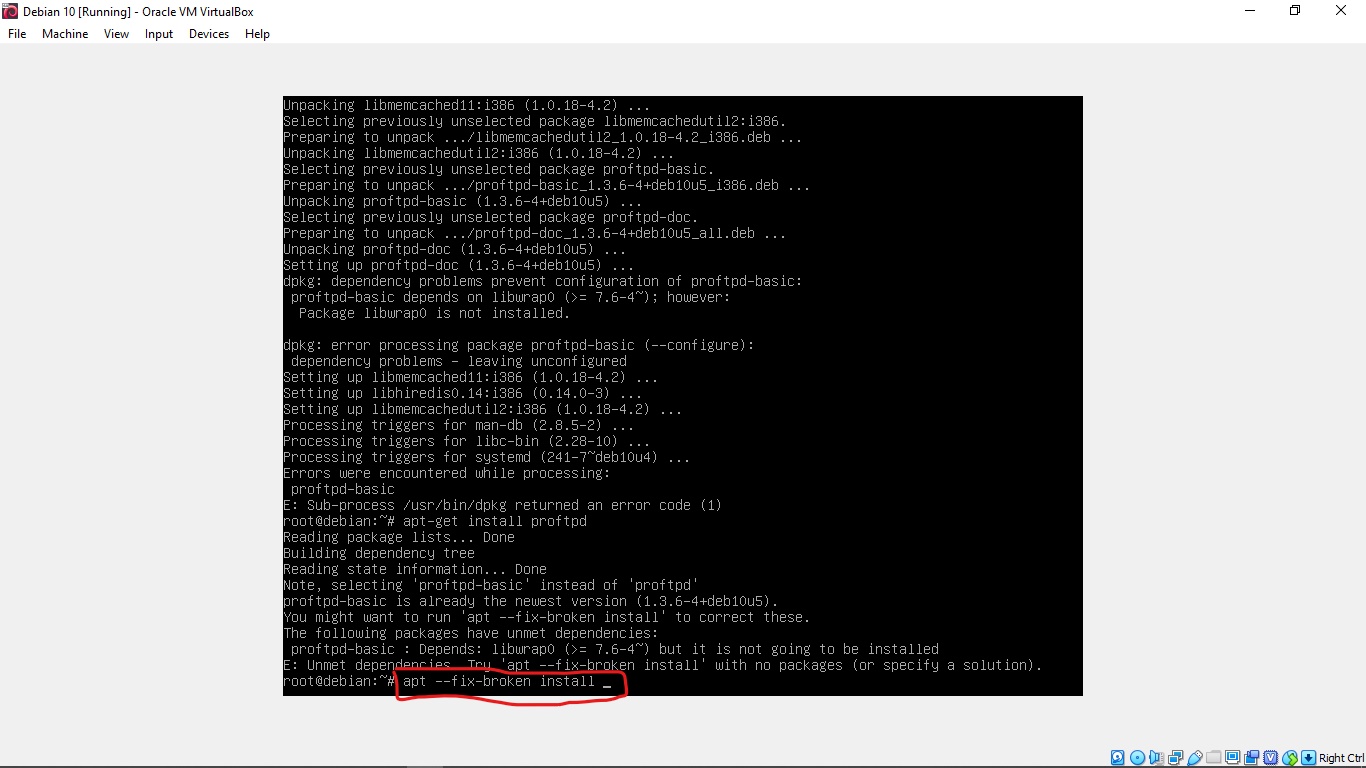 Debian 10 [Running] - Oracle VM VirtualBox
File Machine View Input Devices Help
Unpacking libmemcached11:i386 (1.0.18-4.2) ...
Selecting previously unselected package libmemcachedutil2:i386.
Preparing to unpack .../libmemcachedutil2_1.0.18-4.2_i386.deb ...
Unpacking libmemcachedutil2:i386 (1.0.18-4.2) ...
Selecting previously unselected package proftpd-basic.
Preparing to unpack .../proftpd-basic_1.3.6-4+deb10u5_i386.deb ...
Unpacking proftpd-basic (1.3.6-4+deb10u5) ...
Selecting previously unselected package proftpd-doc.
Preparing to unpack .../proftpd-doc_1.3.6-4+deb10u5_all.deb ...
Unpacking proftpd-doc (1.3.6-4+deb10u5) ...
Setting up proftpd-doc (1.3.6-4+deb10u5) ...
dpkg: dependency problems prevent configuration of proftpd-basic:
 proftpd-basic depends on libwrap0 (>= 7.6-4~); however:
  Package libwrap0 is not installed.
dpkg: error processing package proftpd-basic (--configure):
 dependency problems - leaving unconfigured
Setting up libmemcached11:i386 (1.0.18-4.2) ...
Setting up libhiredis0.14:i386 (0.14.0-3) ...
Setting up libmemcachedutil2:i386 (1.0.18-4.2) ...
Processing triggers for man-db (2.8.5-2) ...
Processing triggers for libc-bin (2.28-10) ...
Processing triggers for systemd (241-7~deb10u4) ...
Errors were encountered while processing:
 proftpd-basic
E: Sub-process /usr/bin/dpkg returned an error code (1)
root@debian:~# apt-get install proftpd
Reading package lists... Done
Building dependency tree
Reading state information... Done
Note, selecting 'proftpd-basic' instead of 'proftpd'
proftpd-basic is already the newest version (1.3.6-4+deb10u5).
You might want to run 'apt --fix-broken install' to correct these.
The following packages have unmet dependencies:
 proftpd-basic : Depends: libwrap0 (>= 7.6-4~) but it is not going to be installed
E: Unmet dependencies. Try 'apt --fix-broken install' with no packages (or specify a solution).
root@debian:~# apt --fix-broken install _
Right Ctrl